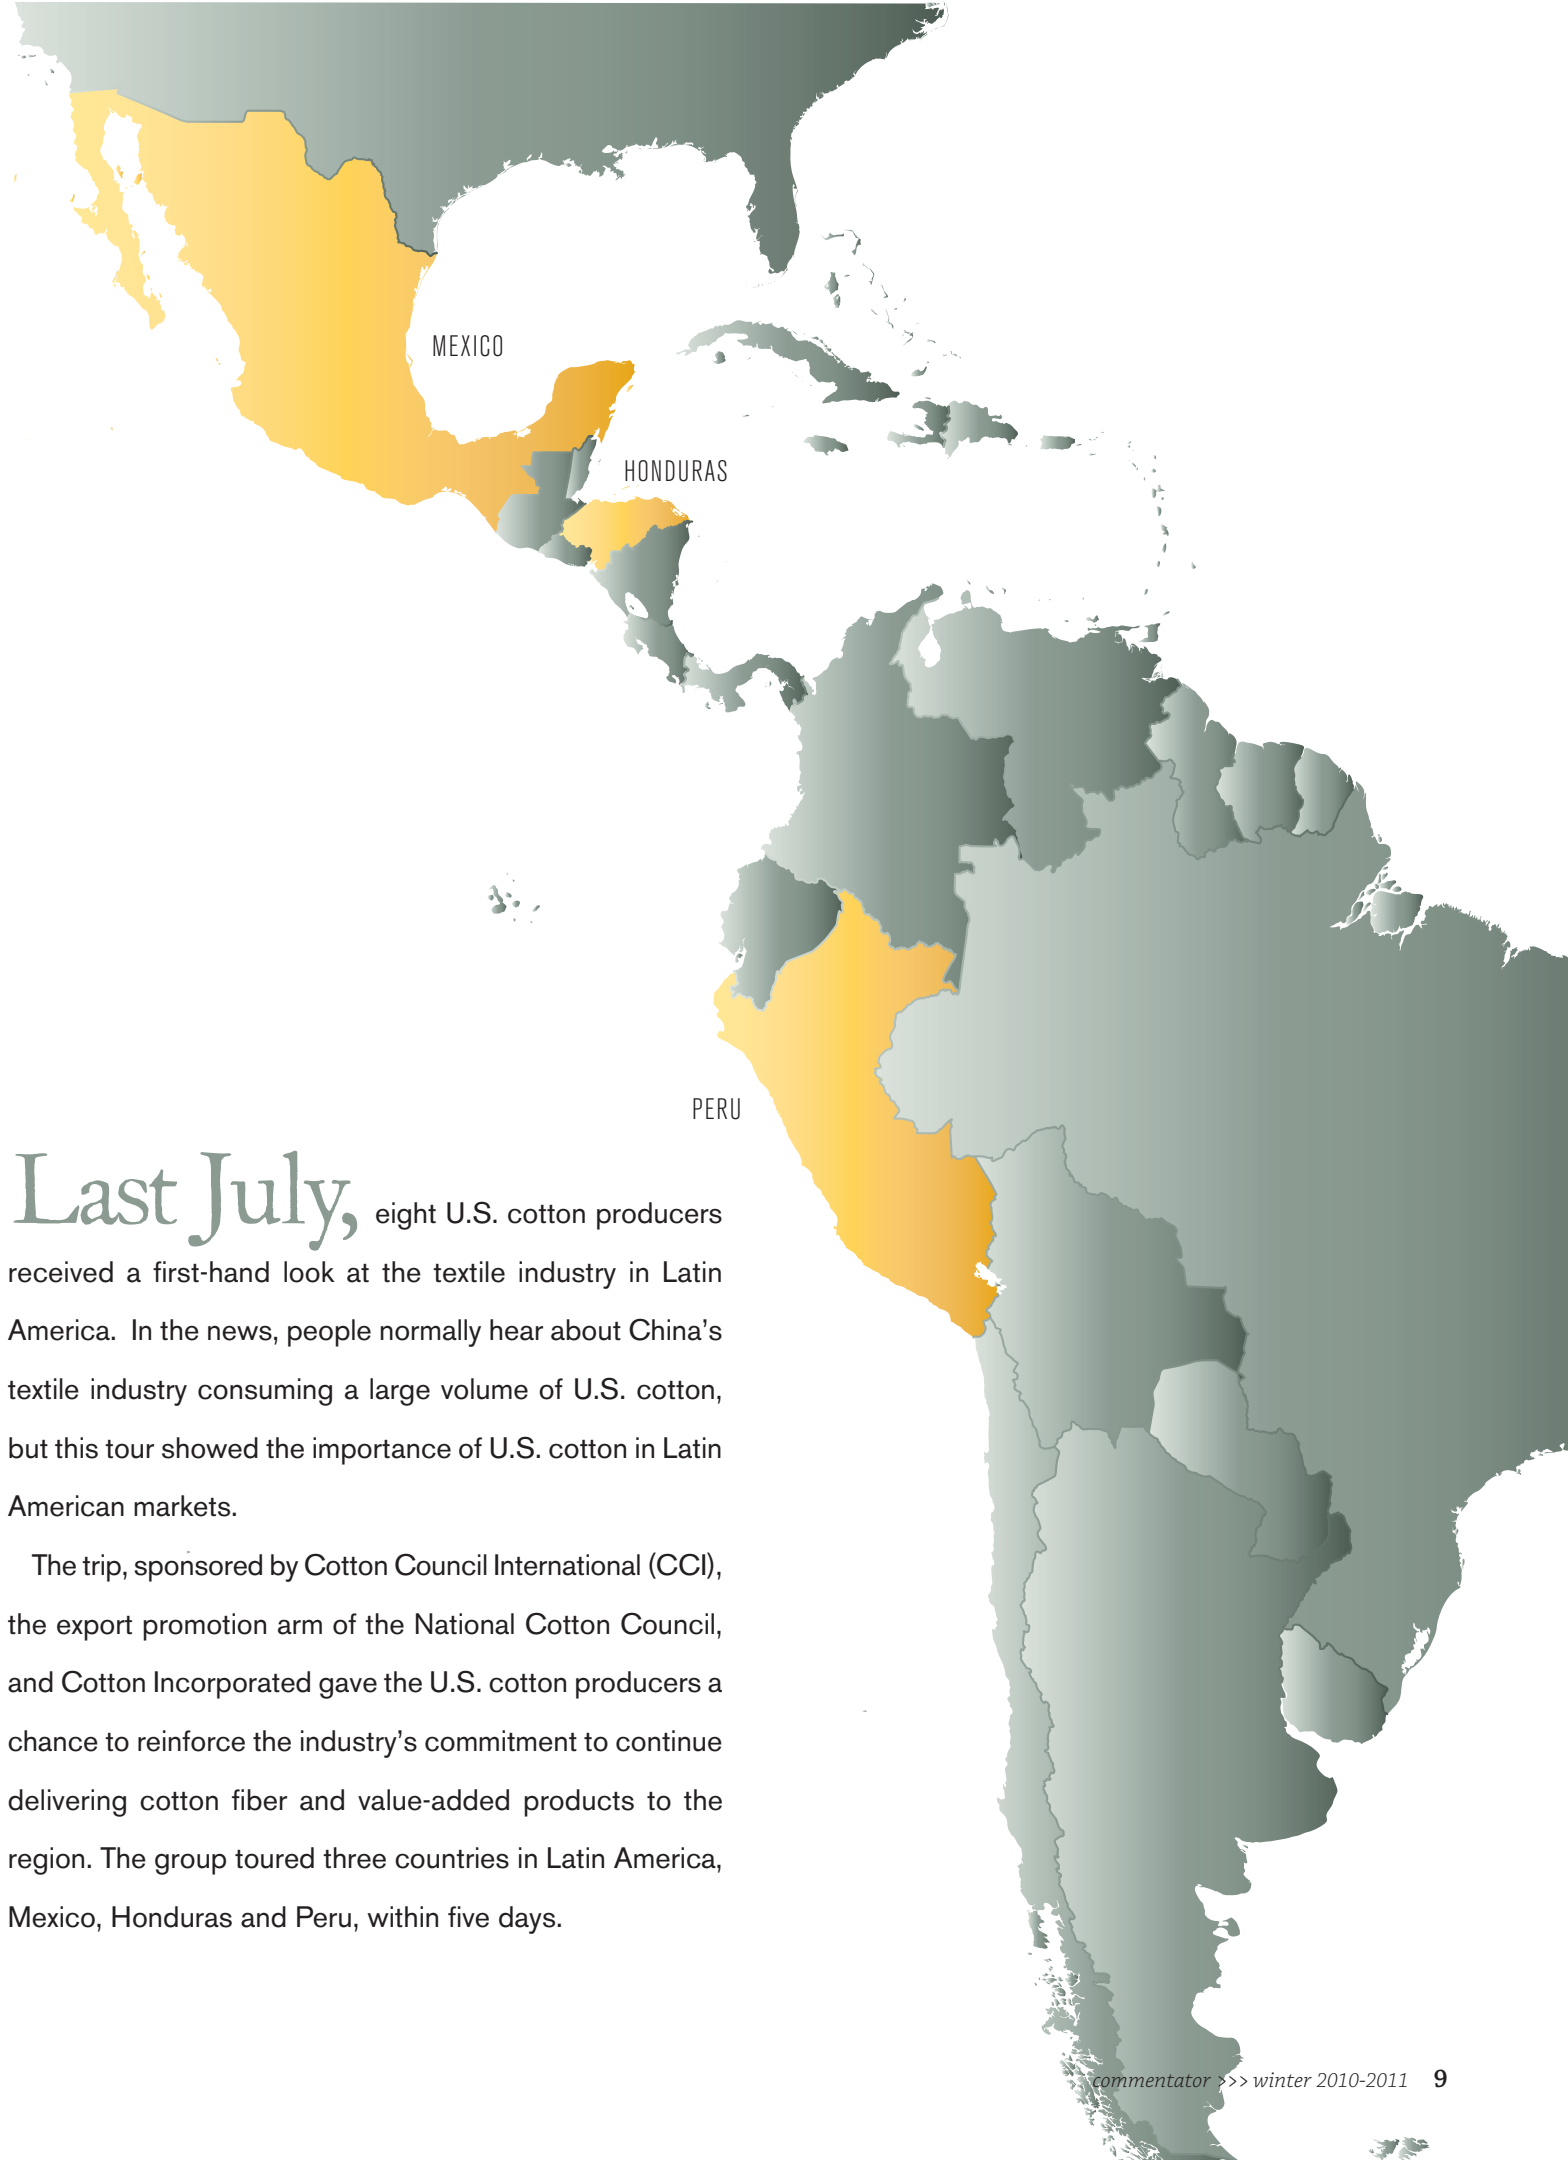 MEXICO
HONDURAS
PERU
Last July, eight U.S. cotton producers
received a first-hand look at the textile industry in Latin
America. In the news, people normally hear about China’s
textile industry consuming a large volume of U.S. cotton,
but this tour showed the importance of U.S. cotton in Latin
American markets.
The trip, sponsored by Cotton Council International (CCI),
the export promotion arm of the National Cotton Council,
and Cotton Incorporated gave the U.S. cotton producers a
chance to reinforce the industry’s commitment to continue
delivering cotton fiber and value-added products to the
region. The group toured three countries in Latin America,
Mexico, Honduras and Peru, within five days.
commentator >>> winter 2010-2011 9